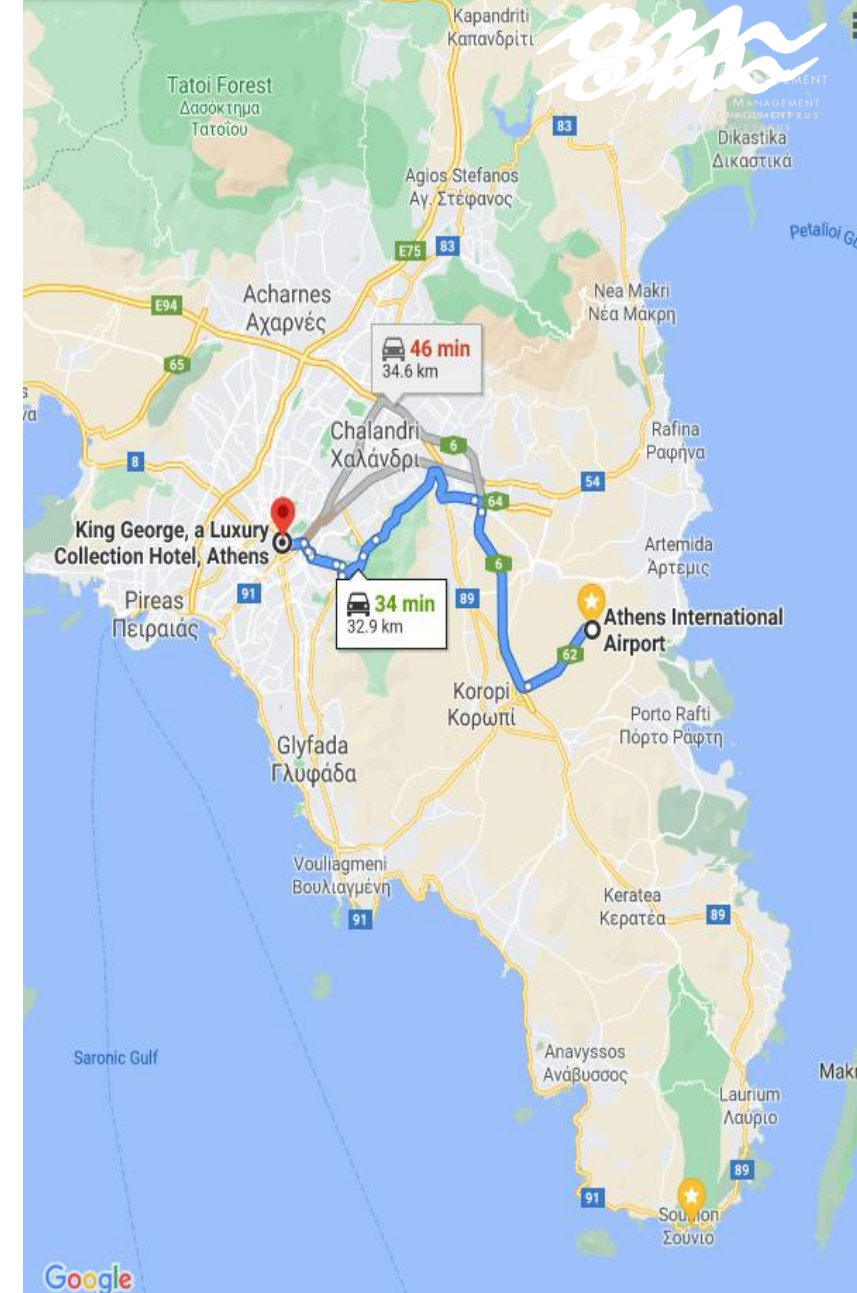 Kapandriti
Καπανδρίτι
MANAGEMENT
Tatoi Forest
Δασόκτημα
Τατοΐου
83
Dikastika
Δικαστικά
Agios Stefanos
Αγ. Στέφανος
Petalioi
E75
83
Acharnes
Αχαρνές
E94
Nea Makri
Νέα Μάκρη
65
46 min
34.6 km
Chalandri
Χαλάνδρι
6
Rafina
Ραφήνα
8
54
64
King George, a Luxury
Collection Hotel, Athens
6
Artemida
Άρτεμις
Pireas
Πειραιάς
91
34 min
32.9 km
89
Athens International
Airport
62
Koropi
Κορωπί
Porto Rafti
Πόρτο Ράφτη
Glyfada
Γλυφάδα
Vouliagmeni
Βουλιαγμένη
91
Keratea
Κερατέα
89
Saronic Gulf
Anavyssos
Ανάβυσσος
Makr
Laurium
Λαύριο
89
91
Σούνιο
Google